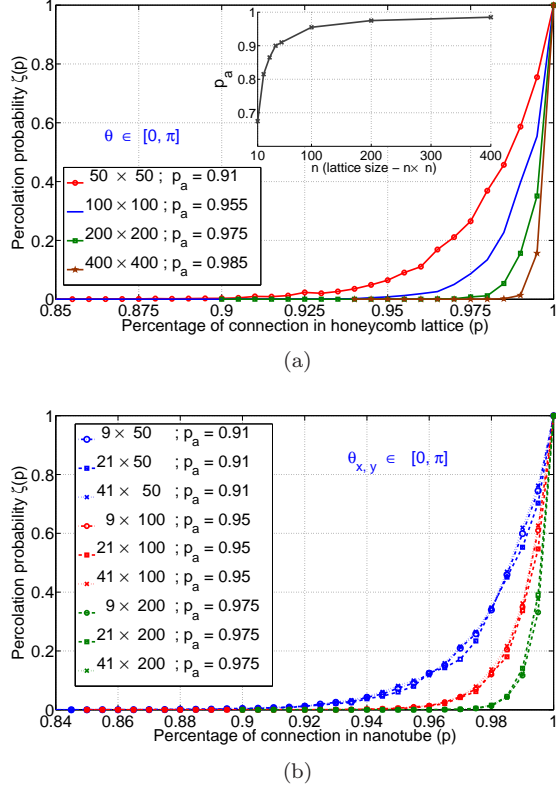 1
0.8
0.6
0.4
0.2
0
Percolation probability ζ(p)
θ ∈ [0, π]
1
0.9
0.8
0.7
p_a
10 100 200 300 400
n (lattice size − n× n)
50 × 50 ; p_a = 0.91
100 × 100 ; p_a = 0.955
200 × 200 ; p_a = 0.975
400 × 400 ; p_a = 0.985
0.85 0.875 0.9 0.925 0.95 0.975 1
Percentage of connection in honeycomb lattice (p)
(a)
1
0.8
0.6
0.4
0.2
0
Percolation probability ζ(p)
θ_{x, y} ∈ [0, π]
9 × 50 ; p_a = 0.91
21 × 50 ; p_a = 0.91
41 × 50 ; p_a = 0.91
9 × 100 ; p_a = 0.95
21 × 100 ; p_a = 0.95
41 × 100 ; p_a = 0.95
9 × 200 ; p_a = 0.975
21 × 200 ; p_a = 0.975
41 × 200 ; p_a = 0.975
0.84 0.86 0.88 0.9 0.92 0.94 0.96 0.98 1
Percentage of connection in nanotube (p)
(b)